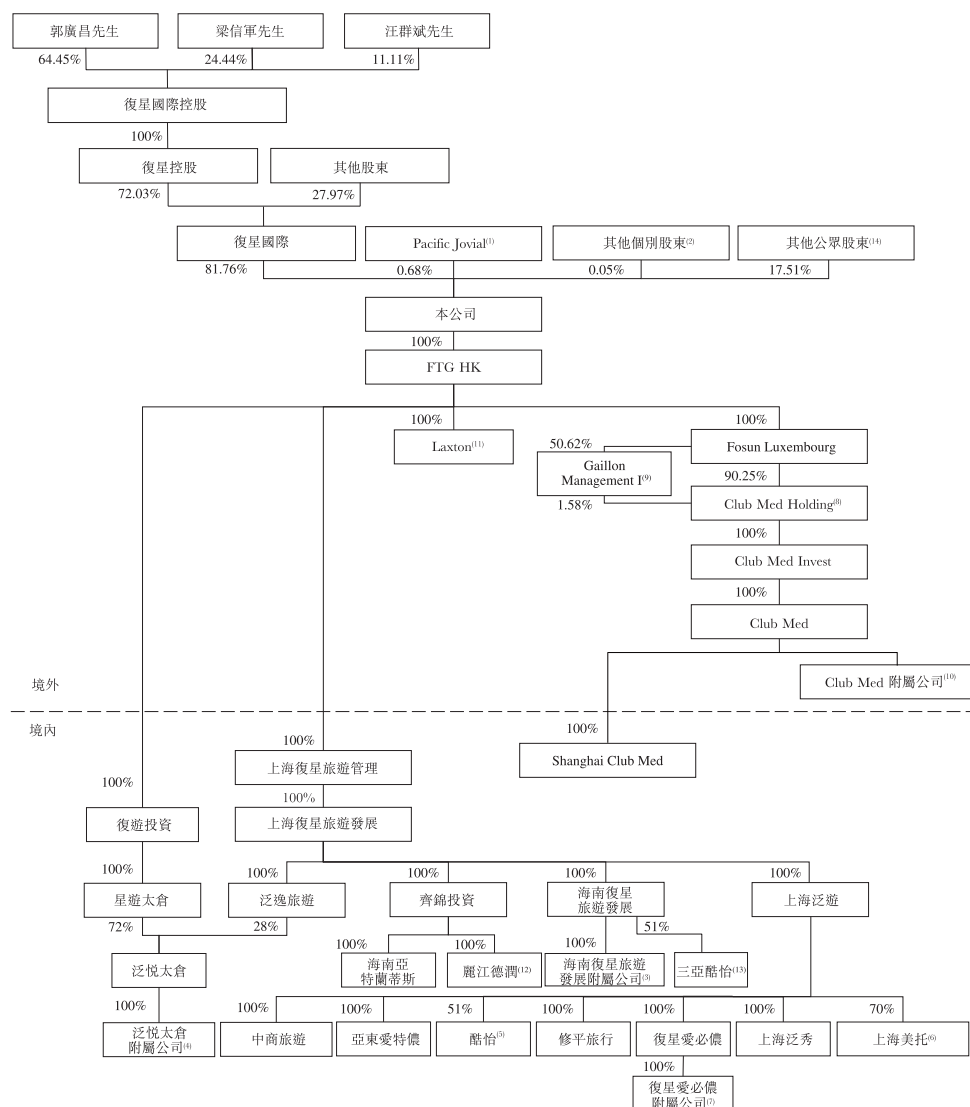 郭廣昌先生
梁信軍先生
汪群斌先生
64.45%
24.44%
11.11%
復星國際控股
100%
復星控股
其他股東
72.03%
27.97%
復星國際
Pacific Jovial(1)
其他個別股東(2)
其他公眾股東(14)
81.76%
0.68%
0.05%
17.51%
本公司
100%
FTG HK
100%
100%
Laxton(11)
50.62%
Fosun Luxembourg
Gaillon
Management I(9)
90.25%
1.58%
Club Med Holding(8)
100%
Club Med Invest
100%
Club Med
境外
Club Med 附屬公司(10)
境內
100%
100%
Shanghai Club Med
上海復星旅遊管理
100%
100%
復遊投資
上海復星旅遊發展
100%
100%
100%
100%
100%
星遊太倉
泛逸旅遊
齊錦投資
海南復星
旅遊發展
上海泛遊
72%
28%
51%
100%
100%
100%
泛悅太倉
海南亞
特蘭蒂斯
麗江德潤(12)
海南復星旅遊
發展附屬公司(3)
三亞酷怡(13)
100%
100%
100%
51%
100%
100%
100%
70%
泛悅太倉
附屬公司(4)
中商旅遊
亞東愛特儂
酷怡(5)
修平旅行
復星愛必儂
上海泛秀
上海美托(6)
100%
復星愛必儂
附屬公司(7)